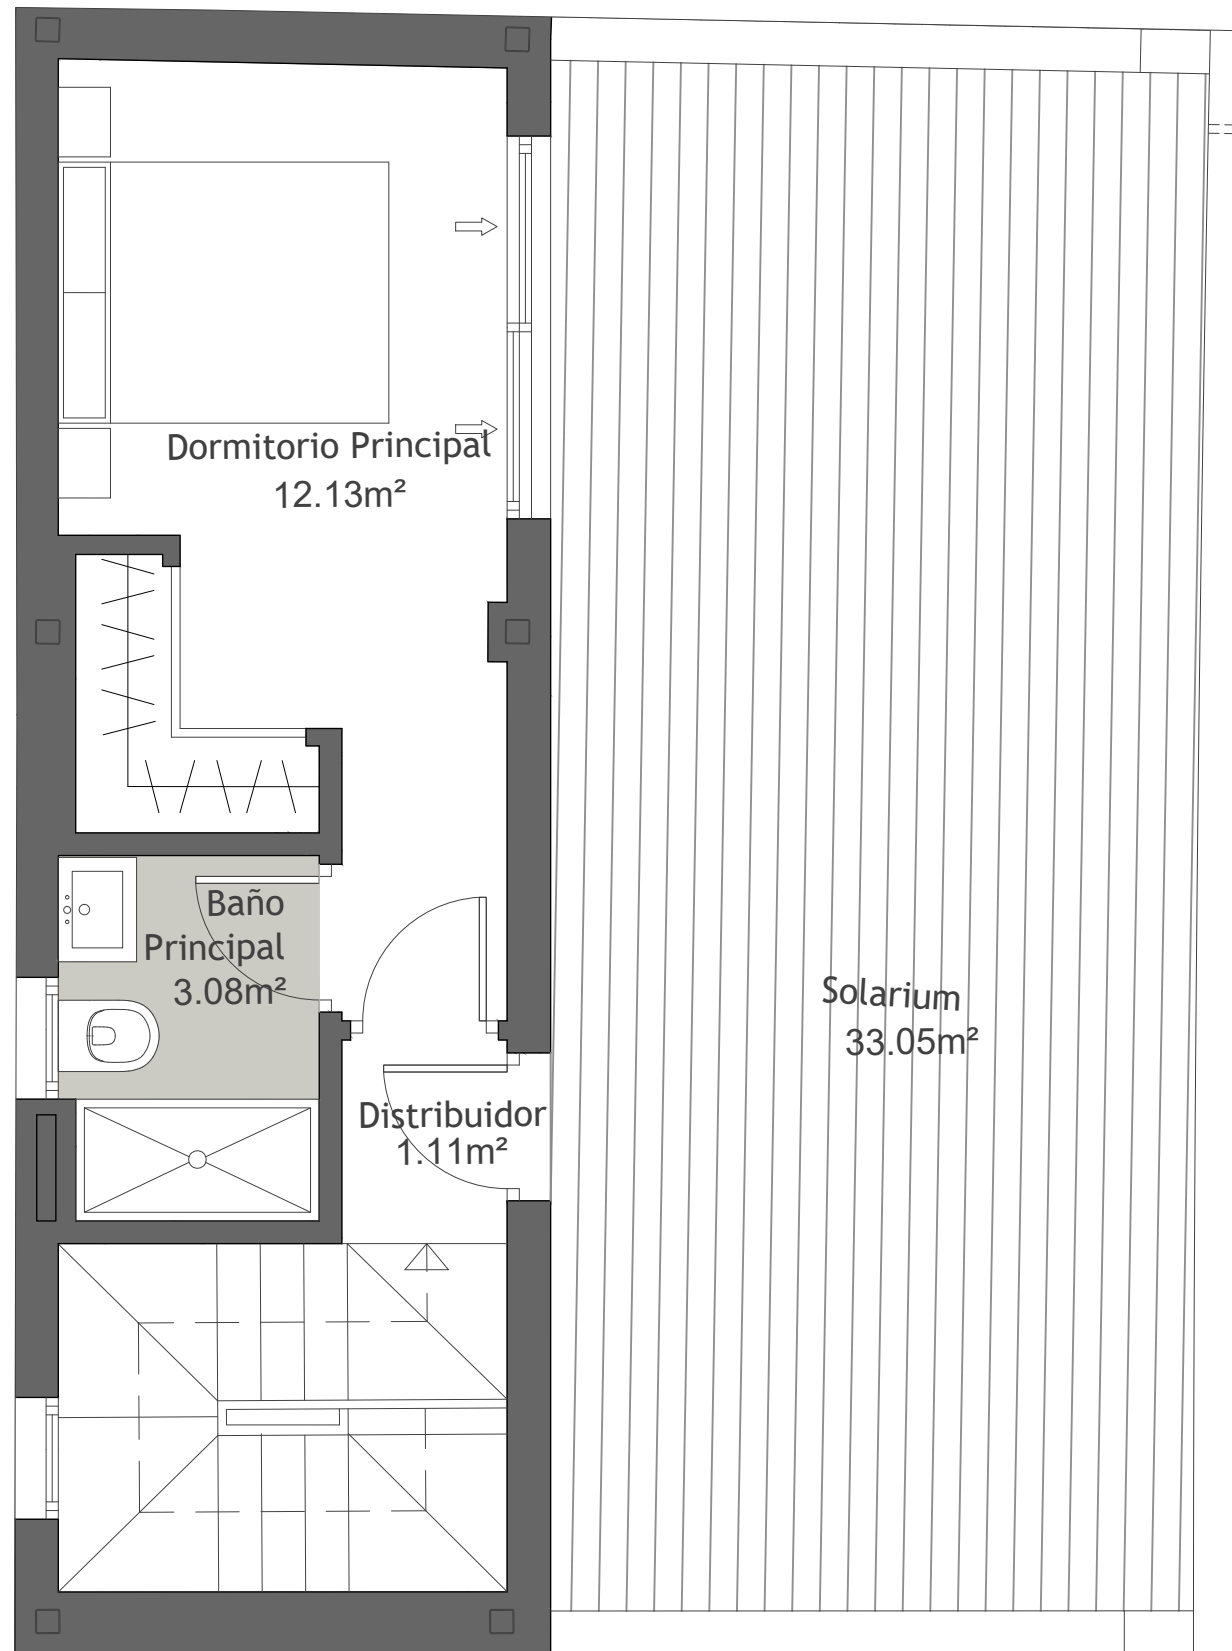 Dormitorio Principal
12.13m²
Baño
Principal
3.08m²
Solarium
33.05m²
Distribuidor
1.11m²